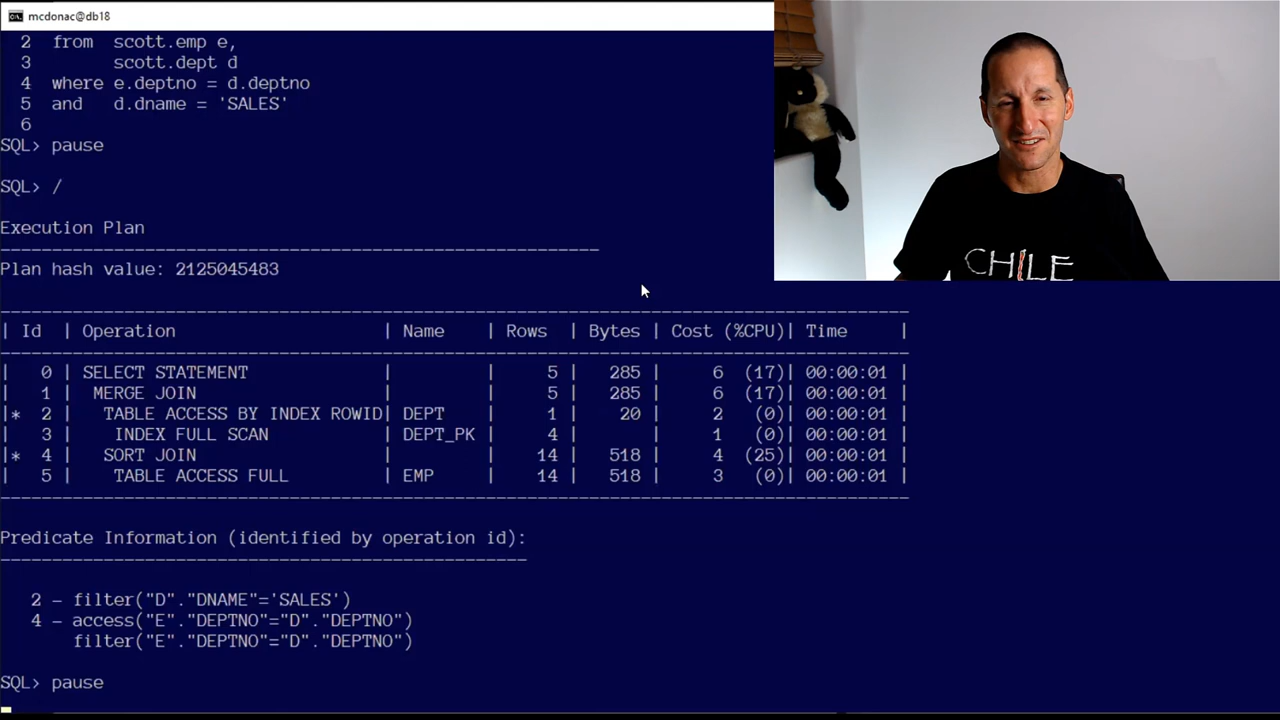 mcdonac@db18
2 from scott.emp e,
3 scott.dept d
4 where e.deptno = d.deptno
5 and d.dname = 'SALES'
6
SQL> pause
SQL> /
Execution Plan
----------------------------------------------------------
Plan hash value: 2125045483
----------------------------------------------------------------------------------------
| Id | Operation | Name | Rows | Bytes | Cost (%CPU)| Time |
----------------------------------------------------------------------------------------
| 0 | SELECT STATEMENT | | 5 | 285 | 6 (17)| 00:00:01 |
| 1 | MERGE JOIN | | 5 | 285 | 6 (17)| 00:00:01 |
|* 2 | TABLE ACCESS BY INDEX ROWID| DEPT | 1 | 20 | 2 (0)| 00:00:01 |
| 3 | INDEX FULL SCAN | DEPT_PK | 4 | | 1 (0)| 00:00:01 |
|* 4 | SORT JOIN | | 14 | 518 | 4 (25)| 00:00:01 |
| 5 | TABLE ACCESS FULL | EMP | 14 | 518 | 3 (0)| 00:00:01 |
----------------------------------------------------------------------------------------
Predicate Information (identified by operation id):
---------------------------------------------------
2 - filter("D"."DNAME"='SALES')
4 - access("E"."DEPTNO"="D"."DEPTNO")
filter("E"."DEPTNO"="D"."DEPTNO")
SQL> pause
CHILE